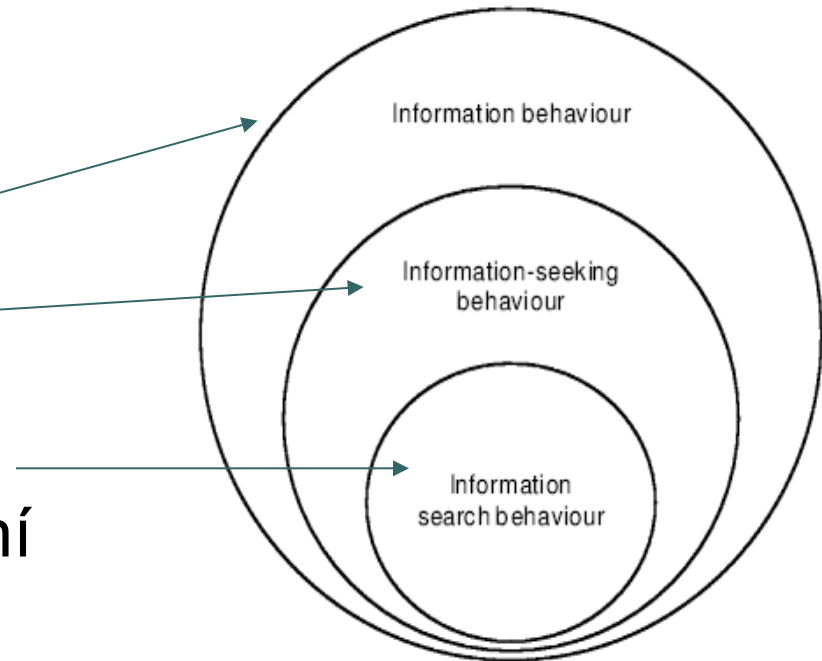 Information behaviour
Information-seeking
behaviour
Information
search behaviour
ní